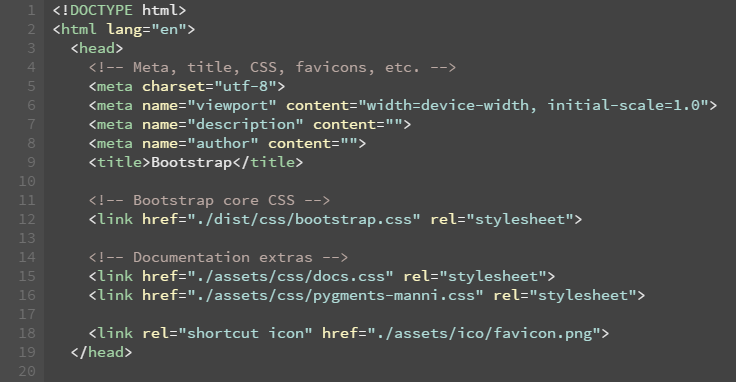 1 <!DOCTYPE html>
2 <html lang="en">
3   <head>
4     <!-- Meta, title, CSS, favicons, etc. -->
5     <meta charset="utf-8">
6     <meta name="viewport" content="width=device-width, initial-scale=1.0">
7     <meta name="description" content="">
8     <meta name="author" content="">
9     <title>Bootstrap</title>
10
11     <!-- Bootstrap core CSS -->
12     <link href="./dist/css/bootstrap.css" rel="stylesheet">
13
14     <!-- Documentation extras -->
15     <link href="./assets/css/docs.css" rel="stylesheet">
16     <link href="./assets/css/pygments-manni.css" rel="stylesheet">
17
18     <link rel="shortcut icon" href="./assets/ico/favicon.png">
19   </head>
20